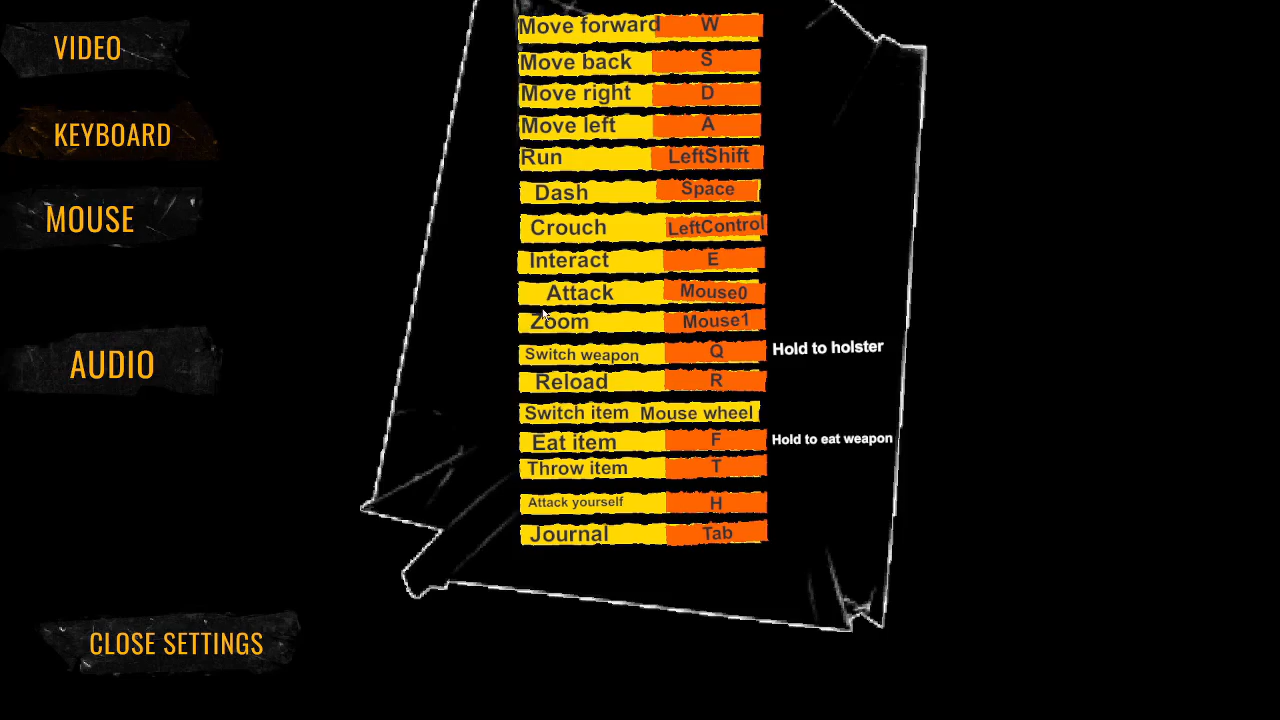 VIDEO
KEYBOARD
MOUSE
AUDIO
CLOSE SETTINGS
Move forward W
Move back S
Move right D
Move left A
Run LeftShift
Dash Space
Crouch LeftControl
Interact E
Attack Mouse0
Zoom Mouse1
Switch weapon Q Hold to holster
Reload R
Switch item Mouse wheel
Eat item F Hold to eat weapon
Throw item T
Attack yourself H
Journal Tab